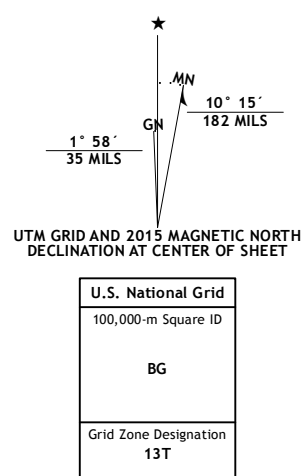 ★
MN
GN
10° 15´
182 MILS
1° 58´
35 MILS
UTM GRID AND 2015 MAGNETIC NORTH
DECLINATION AT CENTER OF SHEET
U.S. National Grid
100,000-m Square ID
BG
Grid Zone Designation
13T